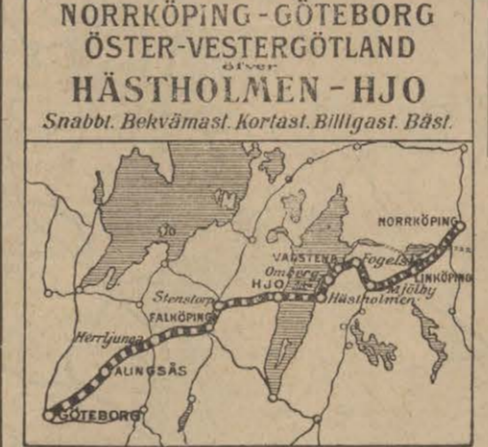 NORRKÖPING - GÖTEBORG
ÖSTER-VESTERGÖTLAND
öfver
HÄSTHOLMEN - HJO
Snabbt. Bekvämast. Kortast. Billigast. Bäst.
NORRKÖPING
VADSTENA
Fogelsta
Omberg
LINKÖPING
HJO
Mjölby
Stenstorp
Hästholmen
FALKÖPING
Herrljunga
ALINGSÅS
GÖTEBORG